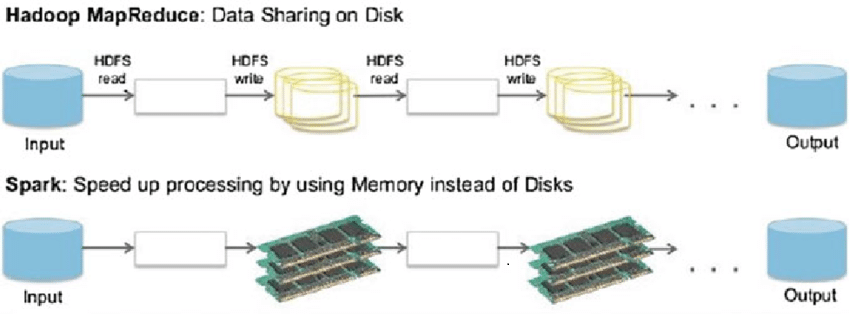 Hadoop MapReduce: Data Sharing on Disk
HDFS
read
HDFS
write
HDFS
read
HDFS
write
. . .
Input
Output
Spark: Speed up processing by using Memory instead of Disks
. . .
Input
Output